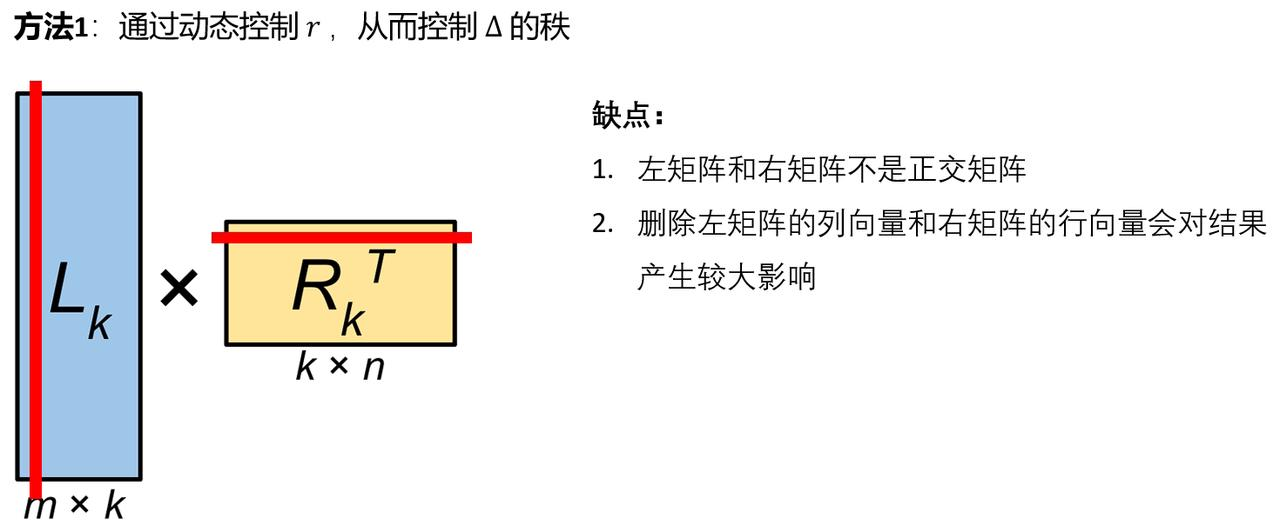 方法1：通过动态控制 r ，从而控制 Δ 的秩
缺点：
1. 左矩阵和右矩阵不是正交矩阵
2. 删除左矩阵的列向量和右矩阵的行向量会对结果
产生较大影响
L_k × R_k^T
k × n
m × k